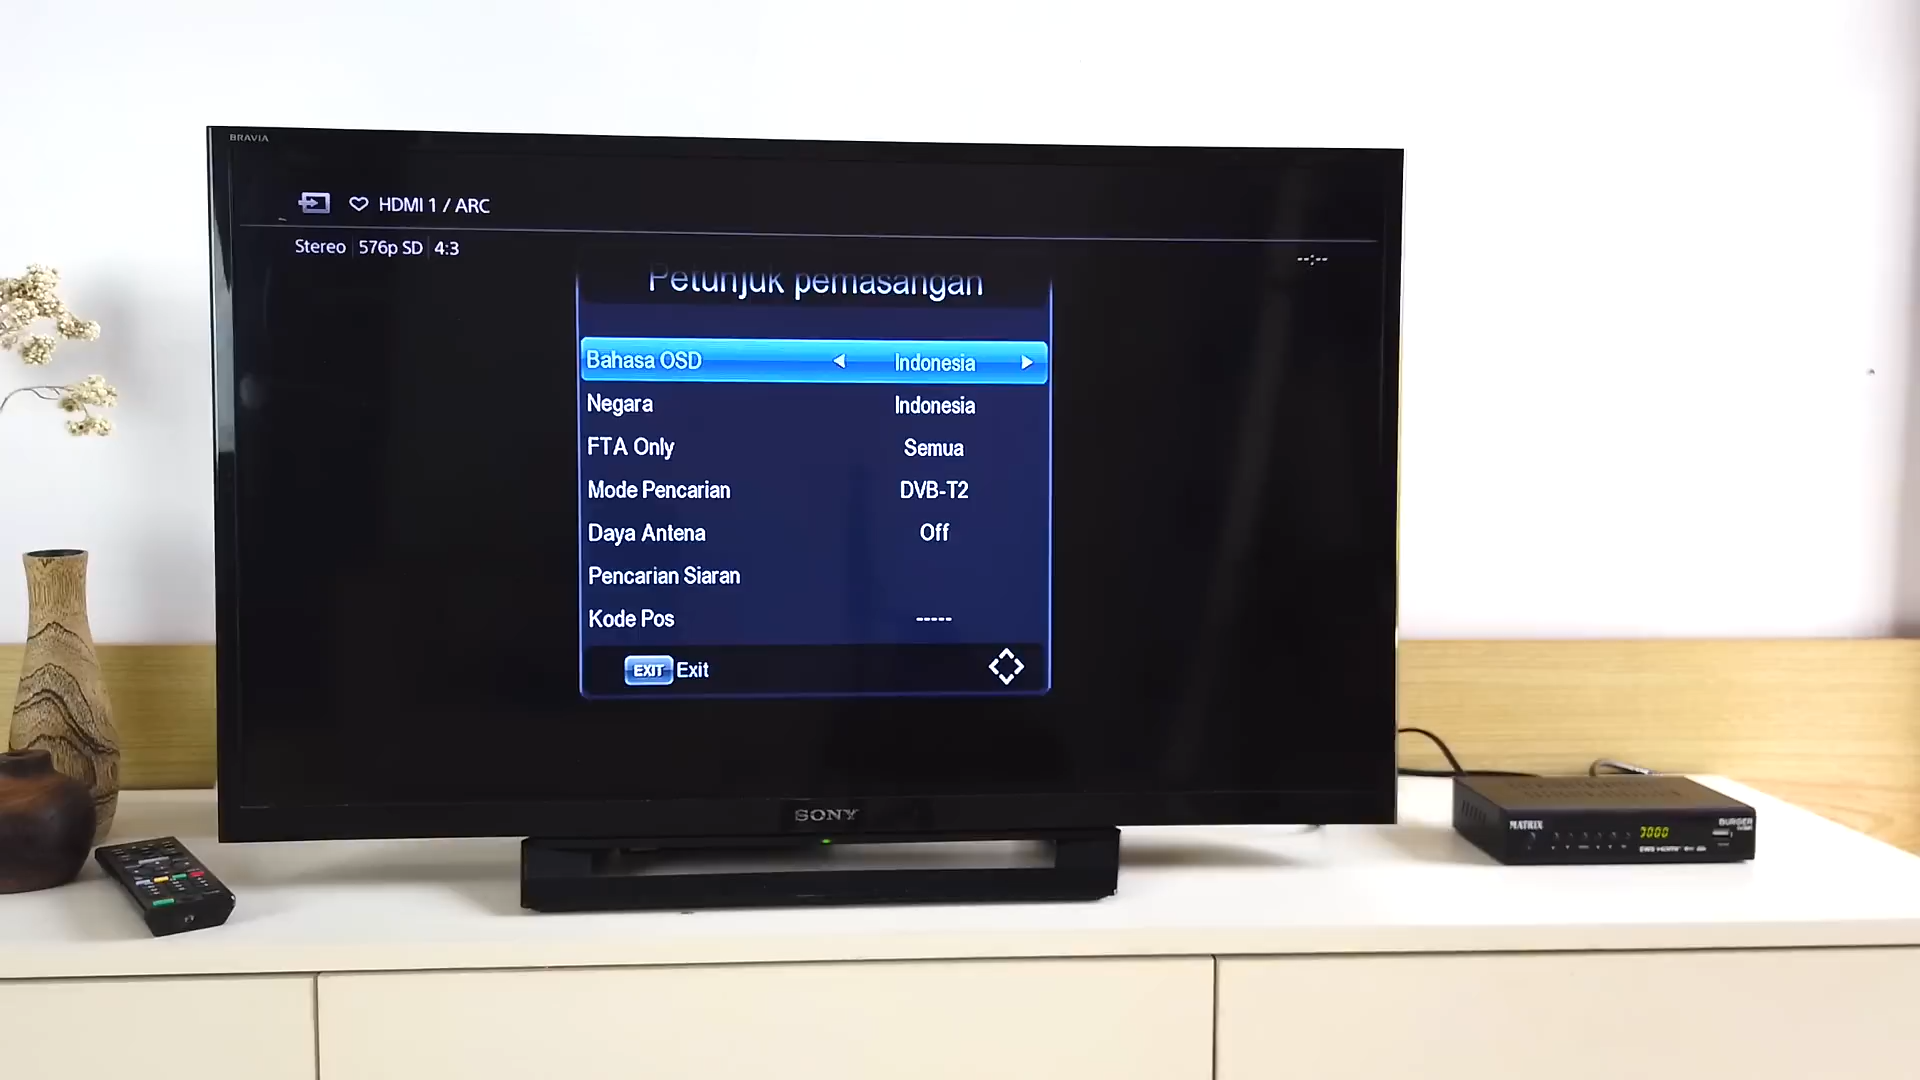 BRAVIA
HDMI 1 / ARC
Stereo 576p SD 4:3
--:--
Petunjuk pemasangan
Bahasa OSD Indonesia
Negara Indonesia
FTA Only Semua
Mode Pencarian DVB-T2
Daya Antena Off
Pencarian Siaran
Kode Pos -----
EXIT Exit
SONY
MATRIX
BURGER